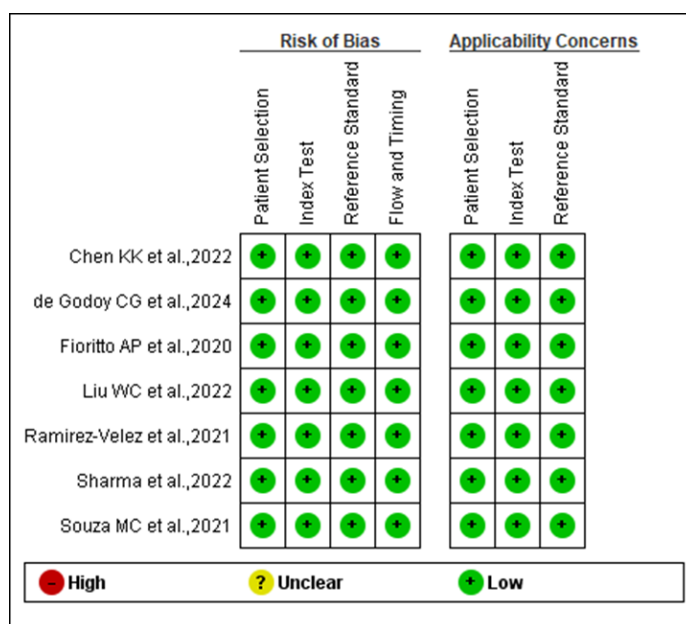 Risk of Bias Applicability Concerns
Patient Selection
Index Test
Reference Standard
Flow and Timing
Patient Selection
Index Test
Reference Standard
Chen KK et al.,2022 + + + + + + +
de Godoy CG et al.,2024 + + + + + + +
Fioritto AP et al.,2020 + + + + + + +
Liu WC et al.,2022 + + + + + + +
Ramirez-Velez et al.,2021 + + + + + + +
Sharma et al.,2022 + + + + + + +
Souza MC et al.,2021 + + + + + + +
- High ? Unclear + Low